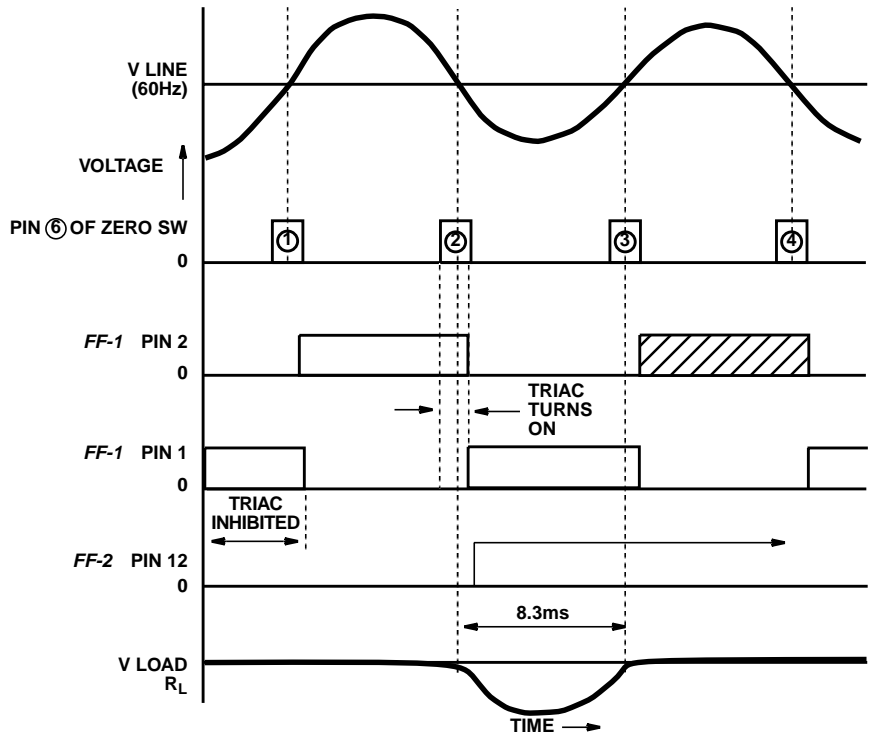 V LINE
(60Hz)
VOLTAGE
PIN ⑥ OF ZERO SW
0
① ② ③ ④
FF-1 PIN 2
0
TRIAC
TURNS
ON
FF-1 PIN 1
0
TRIAC
INHIBITED
FF-2 PIN 12
0
8.3ms
V LOAD
RL
TIME